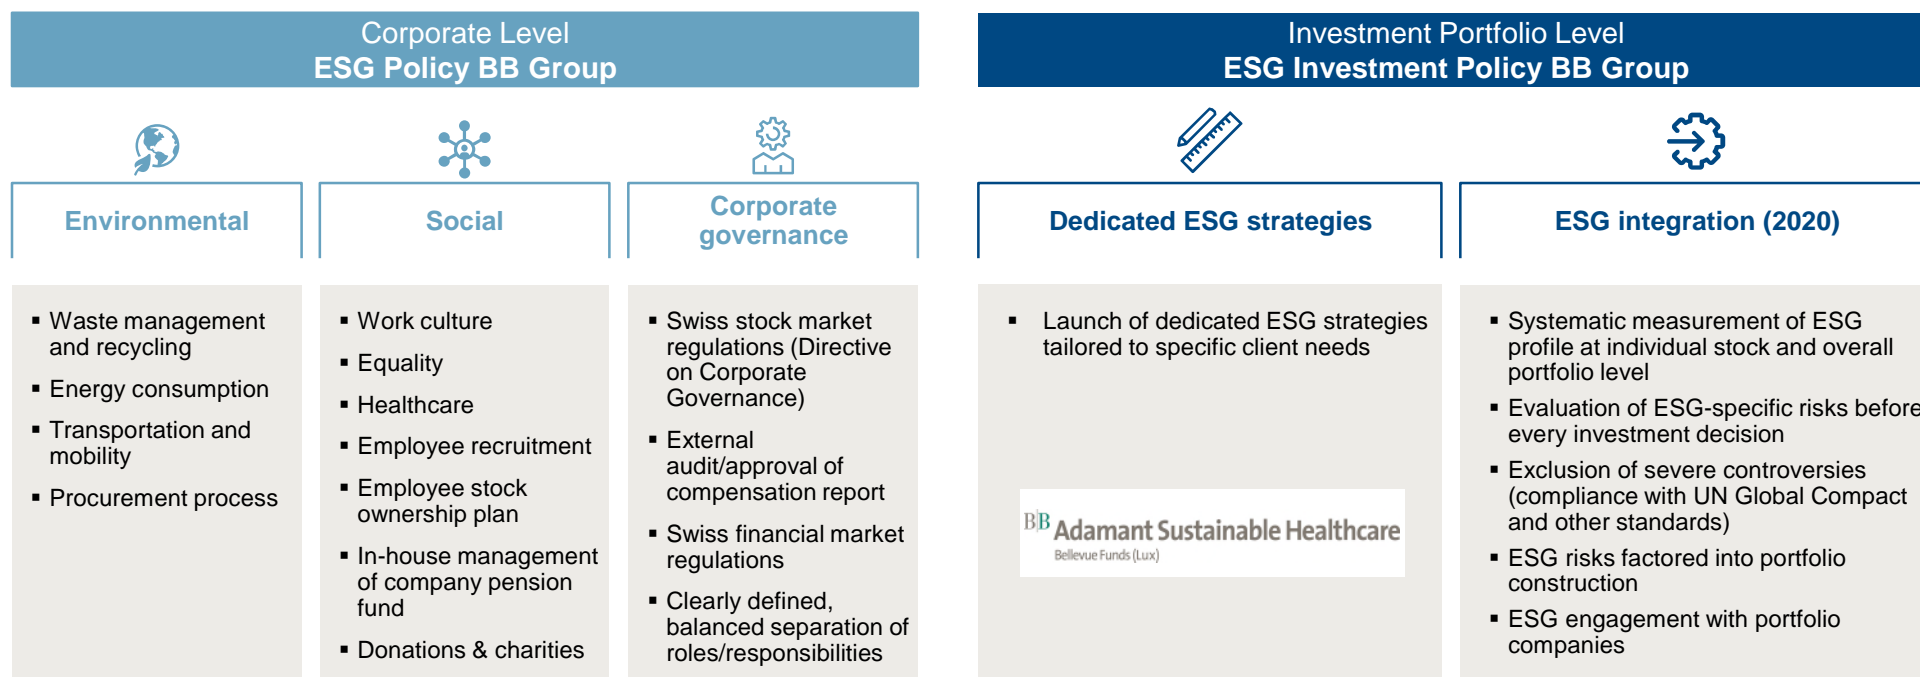 Corporate Level
ESG Policy BB Group
Environmental
▪ Waste management
and recycling
▪ Energy consumption
▪ Transportation and
mobility
▪ Procurement process
Social
▪ Work culture
▪ Equality
▪ Healthcare
▪ Employee recruitment
▪ Employee stock
ownership plan
▪ In-house management
of company pension
fund
▪ Donations & charities
Corporate
governance
▪ Swiss stock market
regulations (Directive
on Corporate
Governance)
▪ External
audit/approval of
compensation report
▪ Swiss financial market
regulations
▪ Clearly defined,
balanced separation of
roles/responsibilities
Investment Portfolio Level
ESG Investment Policy BB Group
Dedicated ESG strategies
▪ Launch of dedicated ESG strategies
tailored to specific client needs
B|B Adamant Sustainable Healthcare
Bellevue Funds (Lux)
ESG integration (2020)
▪ Systematic measurement of ESG
profile at individual stock and overall
portfolio level
▪ Evaluation of ESG-specific risks before
every investment decision
▪ Exclusion of severe controversies
(compliance with UN Global Compact
and other standards)
▪ ESG risks factored into portfolio
construction
▪ ESG engagement with portfolio
companies